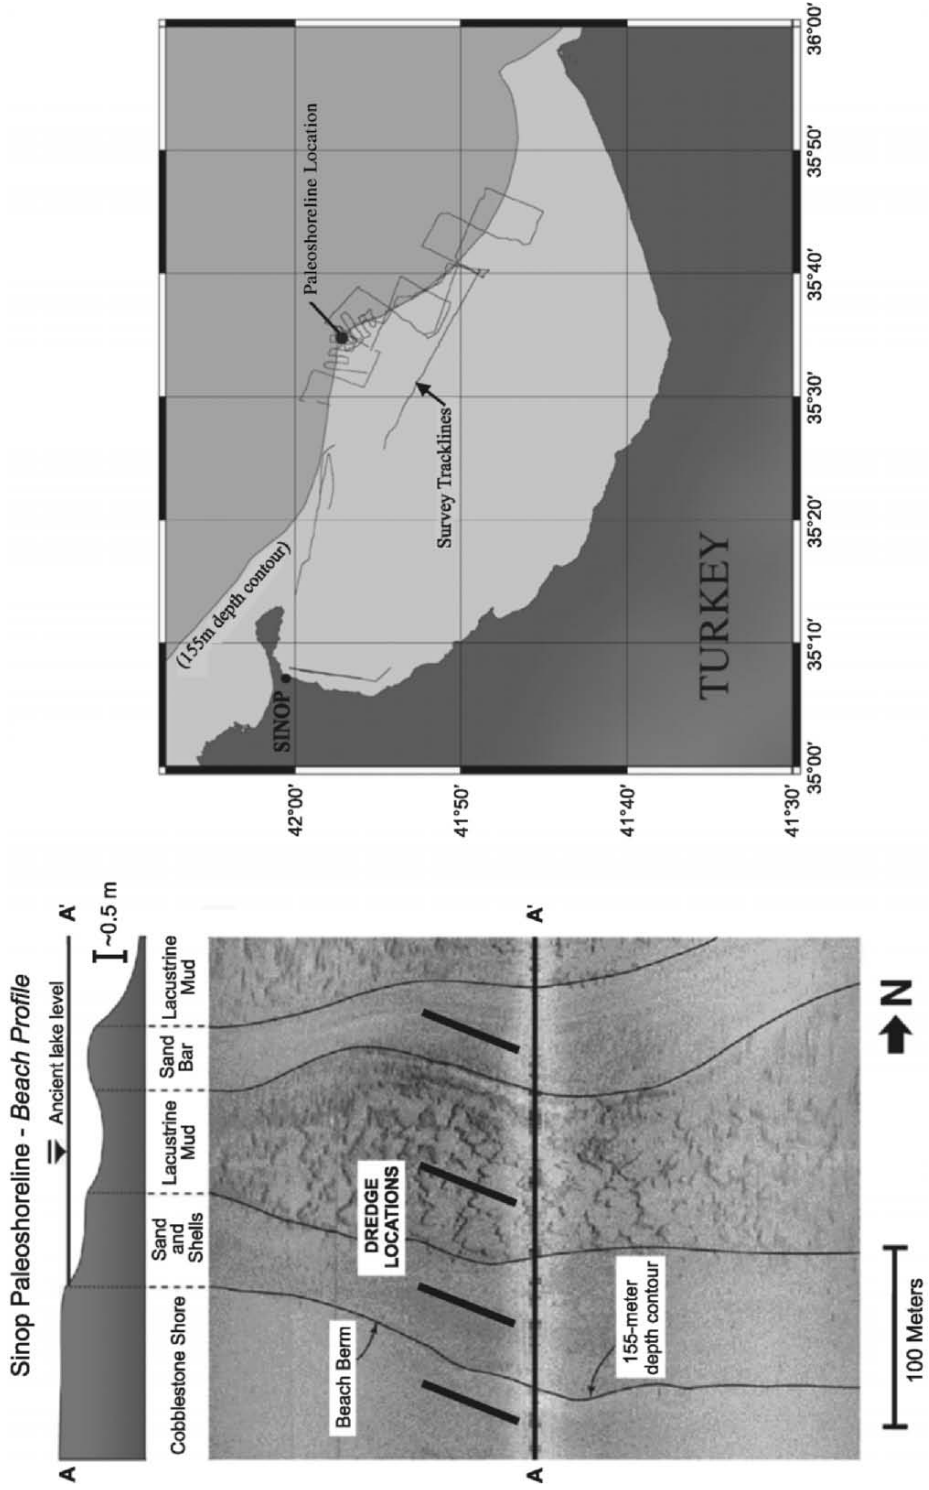 Sinop Paleoshoreline - Beach Profile
A
A'
Ancient lake level
~0.5 m
Cobblestone Shore
Sand
and
Shells
Lacustrine
Mud
Sand
Bar
Lacustrine
Mud
Beach Berm
DREDGE
LOCATIONS
A
A'
155-meter
depth contour
100 Meters
N
(155m depth contour)
SINOP
Paleoshoreline Location
Survey Tracklines
TURKEY
42°00'
41°50'
41°40'
41°30'
35°00'
35°10'
35°20'
35°30'
35°40'
35°50'
36°00'